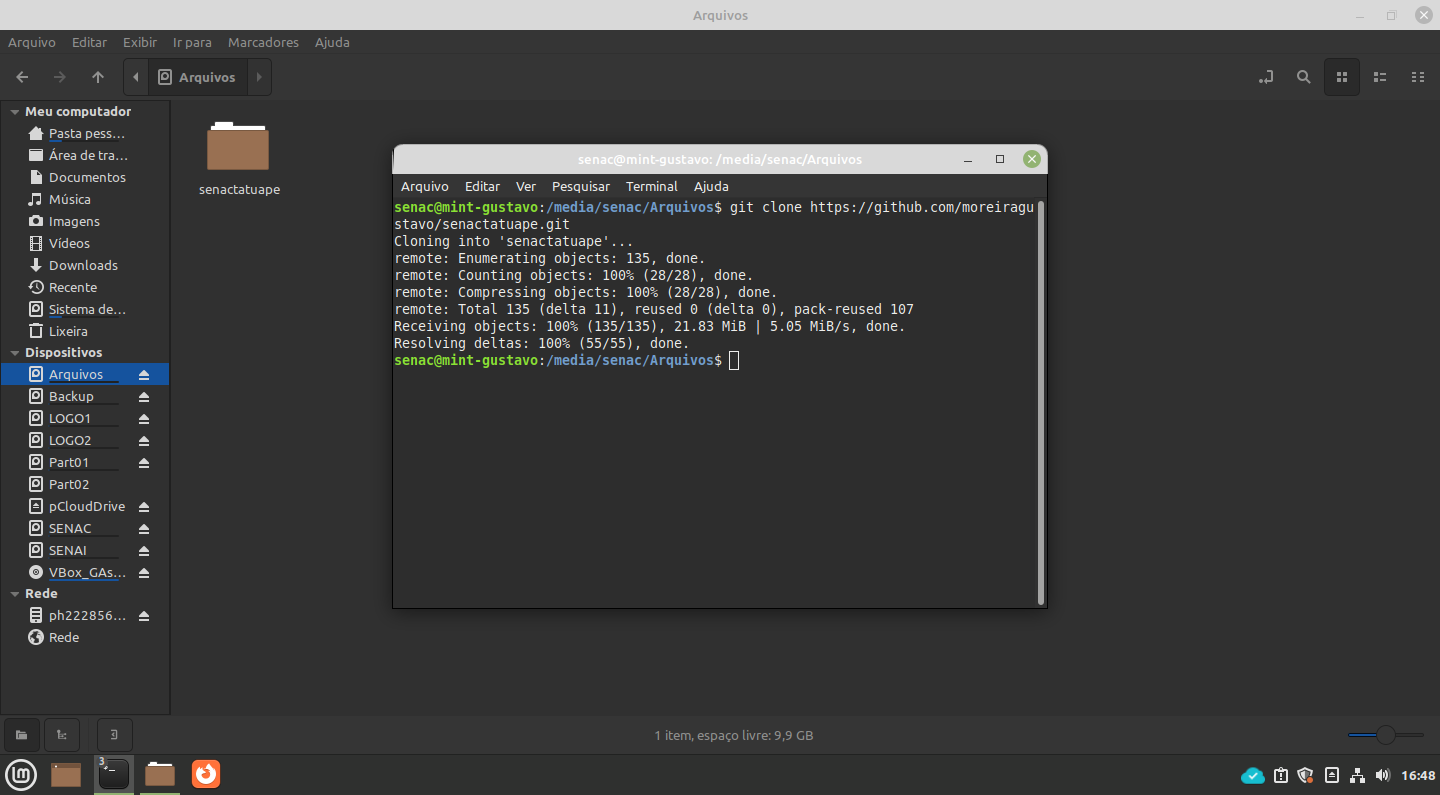 Arquivos
Arquivo Editar Exibir Ir para Marcadores Ajuda
Arquivos
Meu computador
Pasta pess...
Área de tra...
Documentos
Música
Imagens
Vídeos
Downloads
Recente
Sistema de...
Lixeira
Dispositivos
Arquivos
Backup
LOGO1
LOGO2
Part01
Part02
pCloudDrive
SENAC
SENAI
VBox_GAs...
Rede
ph222856...
Rede
senactatuape
senac@mint-gustavo: /media/senac/Arquivos
Arquivo Editar Ver Pesquisar Terminal Ajuda
senac@mint-gustavo:/media/senac/Arquivos$ git clone https://github.com/moreiragu
stavo/senactatuape.git
Cloning into 'senactatuape'...
remote: Enumerating objects: 135, done.
remote: Counting objects: 100% (28/28), done.
remote: Compressing objects: 100% (28/28), done.
remote: Total 135 (delta 11), reused 0 (delta 0), pack-reused 107
Receiving objects: 100% (135/135), 21.83 MiB | 5.05 MiB/s, done.
Resolving deltas: 100% (55/55), done.
senac@mint-gustavo:/media/senac/Arquivos$
1 item, espaço livre: 9,9 GB
3
16:48